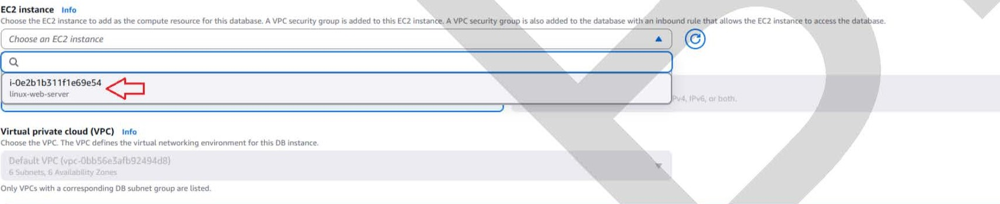 EC2 instance Info
Choose the EC2 instance to add as the compute resource for this database. A VPC security group is added to this EC2 instance. A VPC security group is also added to the database with an inbound rule that allows the EC2 instance to access the database.
Choose an EC2 instance
i-0e2b1b311f1e69e54
linux-web-server
Pv4, IPv6, or both.
Virtual private cloud (VPC) Info
Choose the VPC. The VPC defines the virtual networking environment for this DB instance.
Default VPC (vpc-0bb56e3afb92494d8)
6 Subnets, 6 Availability Zones
Only VPCs with a corresponding DB subnet group are listed.